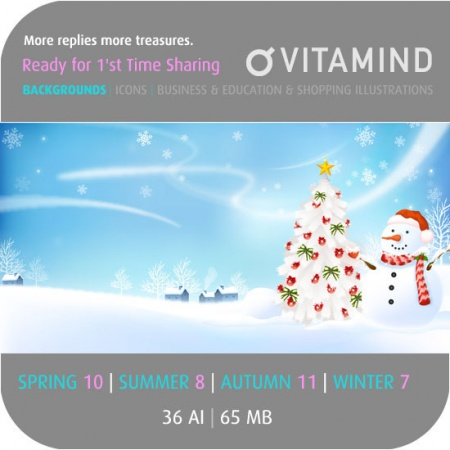 More replies more treasures.
Ready for 1'st Time Sharing
VITAMIND
BACKGROUNDS ICONS | BUSINESS & EDUCATION & SHOPPING ILLUSTRATIONS
SPRING 10 | SUMMER 8 | AUTUMN 11 | WINTER 7
36 AI | 65 MB